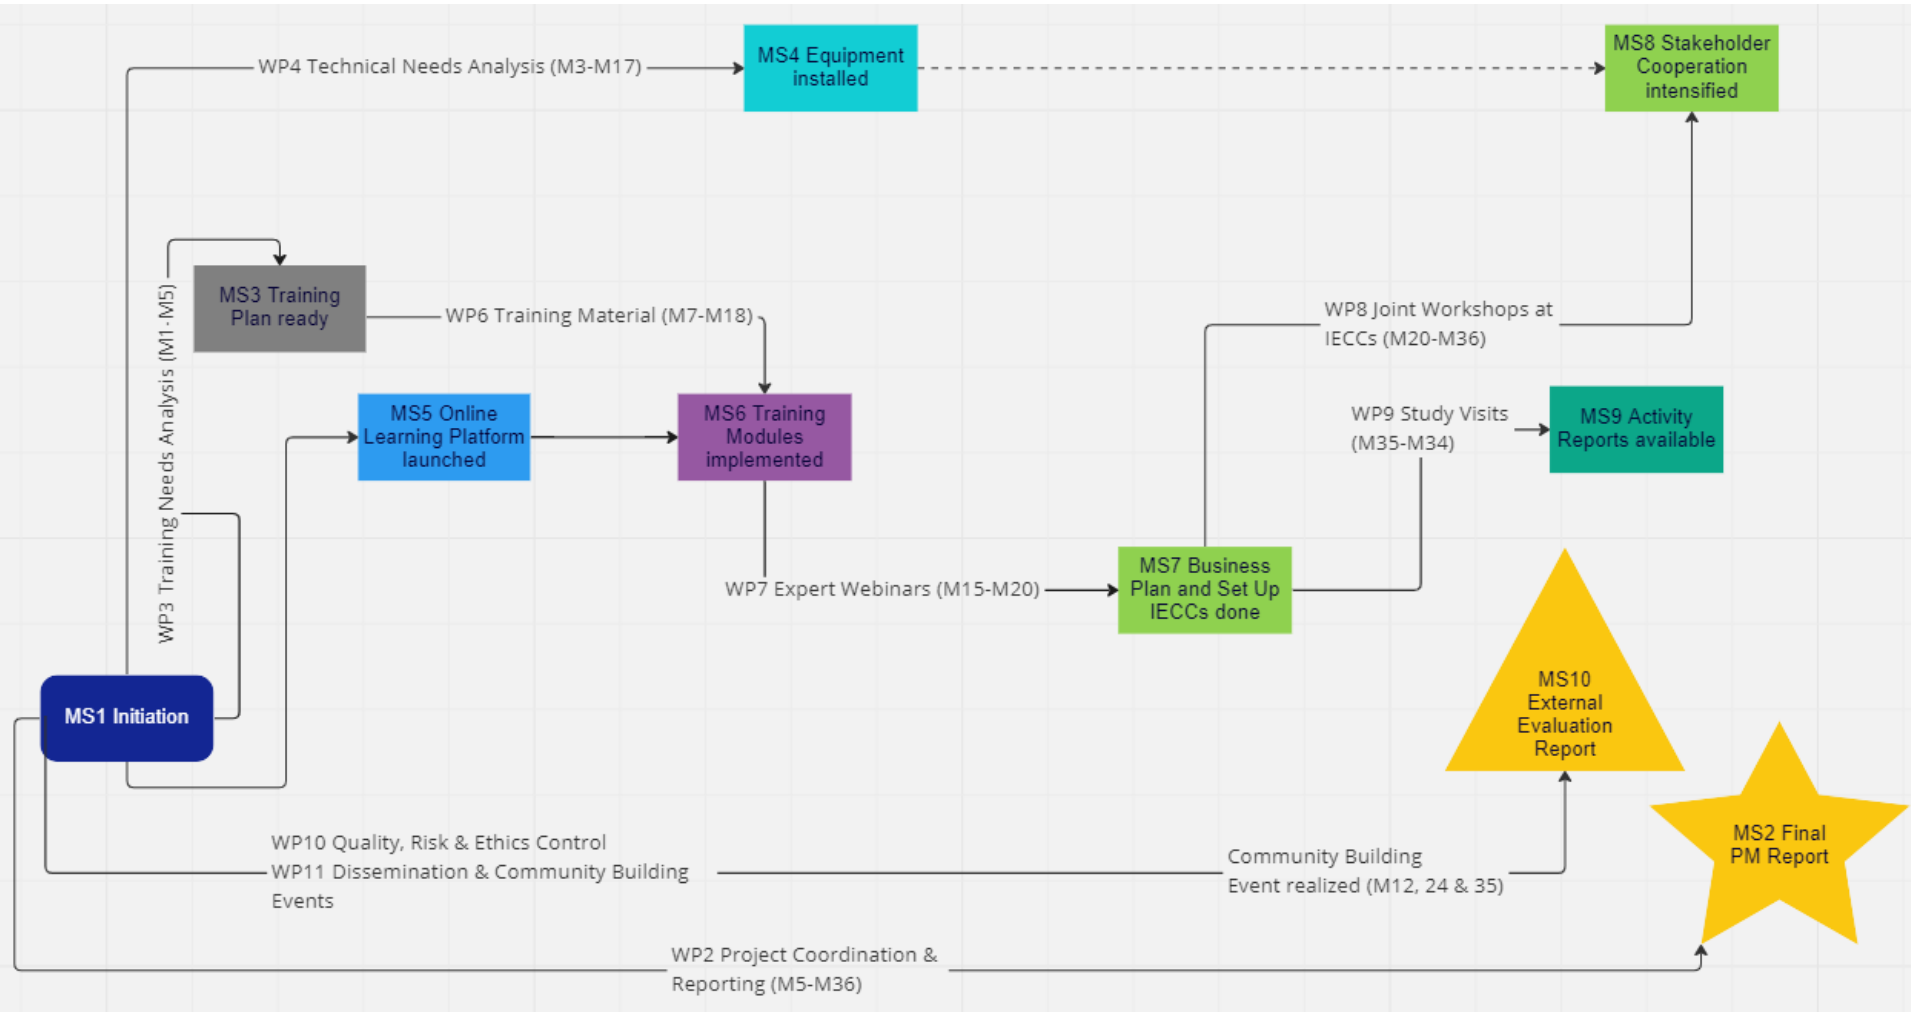 WP4 Technical Needs Analysis (M3-M17)
MS4 Equipment
installed
MS8 Stakeholder
Cooperation
intensified
WP3 Training Needs Analysis (M1-M5)
MS3 Training
Plan ready
WP6 Training Material (M7-M18)
WP8 Joint Workshops at
IECCs (M20-M36)
MS5 Online
Learning Platform
launched
MS6 Training
Modules
implemented
WP9 Study Visits
(M35-M34)
MS9 Activity
Reports available
WP7 Expert Webinars (M15-M20)
MS7 Business
Plan and Set Up
IECCs done
MS1 Initiation
MS10
External
Evaluation
Report
MS2 Final
PM Report
WP10 Quality, Risk & Ethics Control
WP11 Dissemination & Community Building
Events
Community Building
Event realized (M12, 24 & 35)
WP2 Project Coordination &
Reporting (M5-M36)